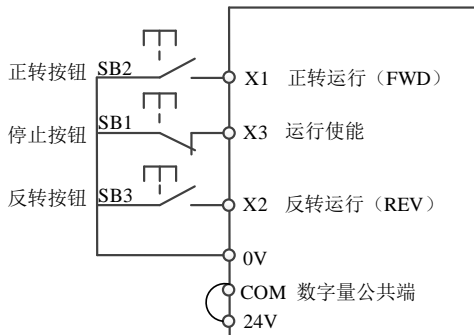 正转按钮 SB2 X1 正转运行（FWD）
停止按钮 SB1 X3 运行使能
反转按钮 SB3 X2 反转运行（REV）
0V
COM 数字量公共端
24V